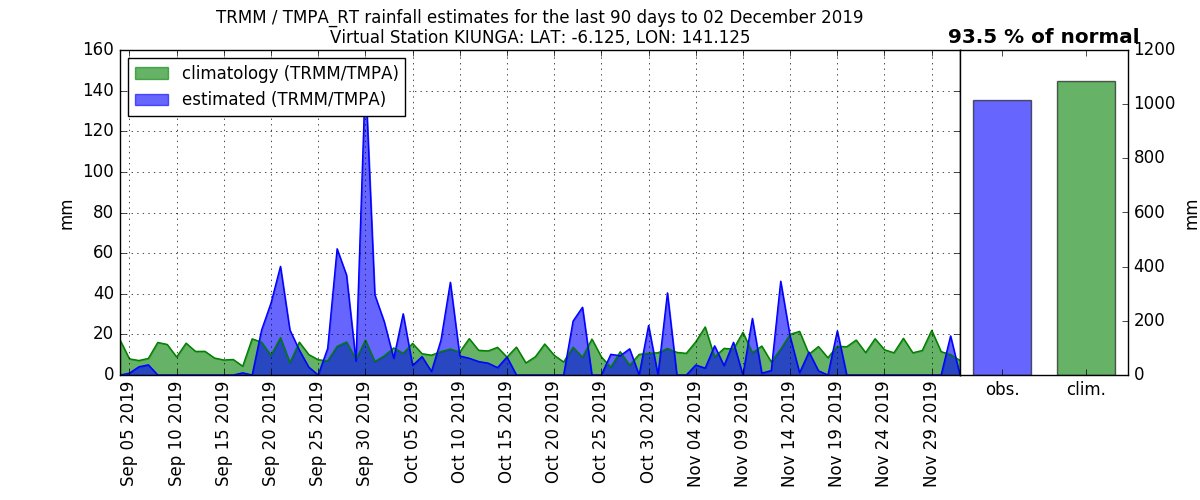 TRMM / TMPA_RT rainfall estimates for the last 90 days to 02 December 2019
Virtual Station KIUNGA: LAT: -6.125, LON: 141.125
93.5 % of normal
climatology (TRMM/TMPA)
estimated (TRMM/TMPA)
160
140
120
100
80
60
40
20
0
mm
Sep 05 2019
Sep 10 2019
Sep 15 2019
Sep 20 2019
Sep 25 2019
Sep 30 2019
Oct 05 2019
Oct 10 2019
Oct 15 2019
Oct 20 2019
Oct 25 2019
Oct 30 2019
Nov 04 2019
Nov 09 2019
Nov 14 2019
Nov 19 2019
Nov 24 2019
Nov 29 2019
obs.
clim.
1200
1000
800
600
400
200
0
mm